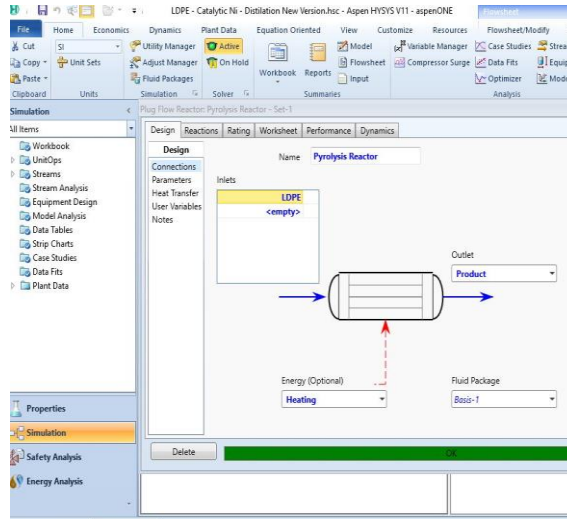 LDPE - Catalytic Ni - Distilation New Version.hsc - Aspen HYSYS V11 - aspenONE
Flowsheet
File Home Economics Dynamics Plant Data Equation Oriented View Customize Resources Flowsheet/Modify
Cut SI Utility Manager Active Model Variable Manager Case Studies
Copy Unit Sets Adjust Manager On Hold Workbook Reports Flowsheet Compressor Surge Data Fits
Paste Fluid Packages Input Optimizer
Clipboard Units Simulation Solver Summaries Analysis
Simulation
Plug Flow Reactor: Pyrolysis Reactor - Set-1
All Items
Workbook
UnitOps
Streams
Stream Analysis
Equipment Design
Model Analysis
Data Tables
Strip Charts
Case Studies
Data Fits
Plant Data
Properties
Simulation
Safety Analysis
Energy Analysis
Design Reactions Rating Worksheet Performance Dynamics
Design
Connections
Parameters
Heat Transfer
User Variables
Notes
Name Pyrolysis Reactor
Inlets
LDPE
<empty>
Outlet
Product
Energy (Optional)
Heating
Fluid Package
Basis-1
Delete
OK